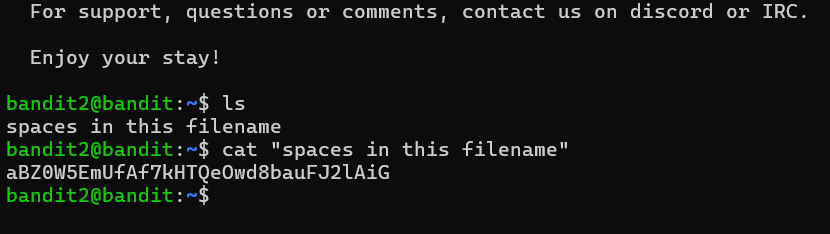 For support, questions or comments, contact us on discord or IRC.
Enjoy your stay!
bandit2@bandit:~$ ls
spaces in this filename
bandit2@bandit:~$ cat "spaces in this filename"
aBZ0W5EmUfAf7kHTQeOwd8bauFJ2lAiG
bandit2@bandit:~$